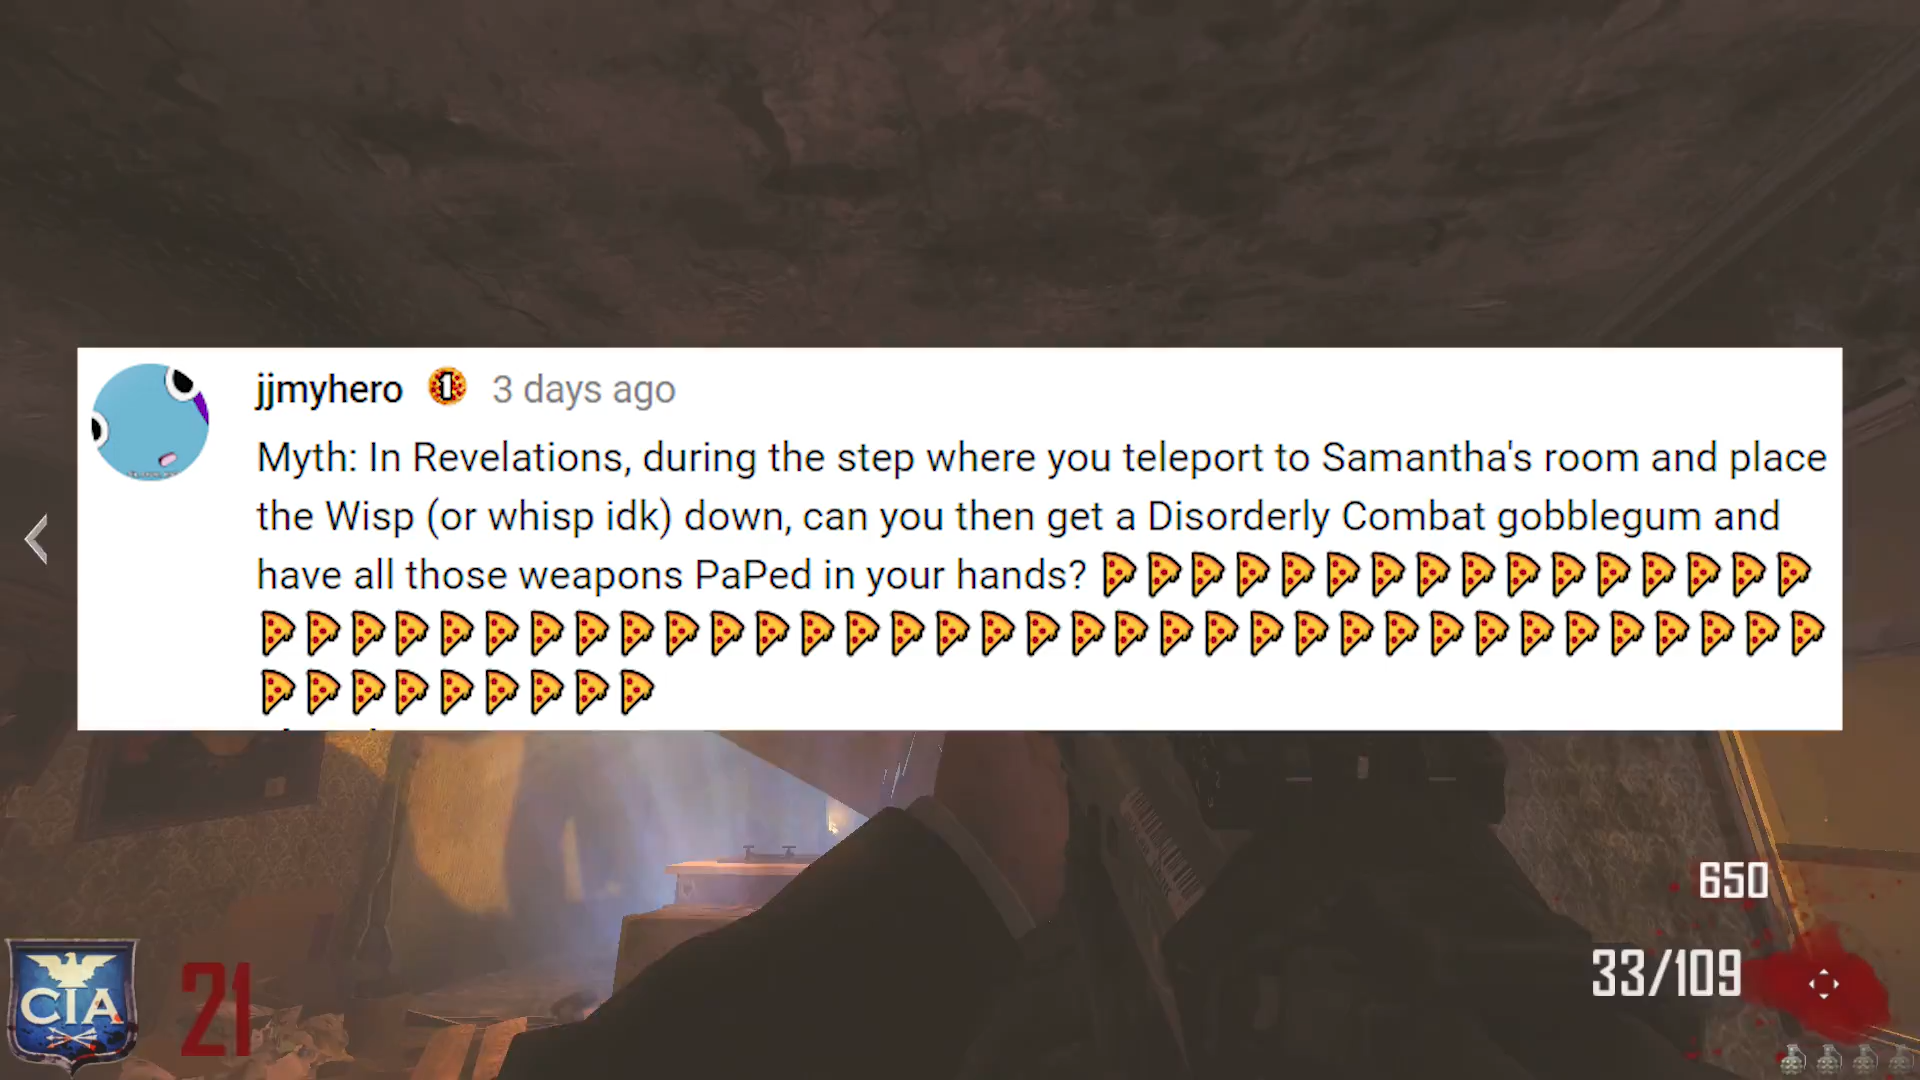 jjmyhero 1 3 days ago
Myth: In Revelations, during the step where you teleport to Samantha's room and place
the Wisp (or whisp idk) down, can you then get a Disorderly Combat gobblegum and
have all those weapons PaPed in your hands? 🍕🍕🍕🍕🍕🍕🍕🍕🍕🍕🍕🍕🍕🍕🍕🍕
🍕🍕🍕🍕🍕🍕🍕🍕🍕🍕🍕🍕🍕🍕🍕🍕🍕🍕🍕🍕🍕🍕🍕🍕🍕🍕🍕🍕🍕🍕🍕🍕🍕🍕🍕
🍕🍕🍕🍕🍕🍕🍕🍕🍕
650
33/109
CIA 21